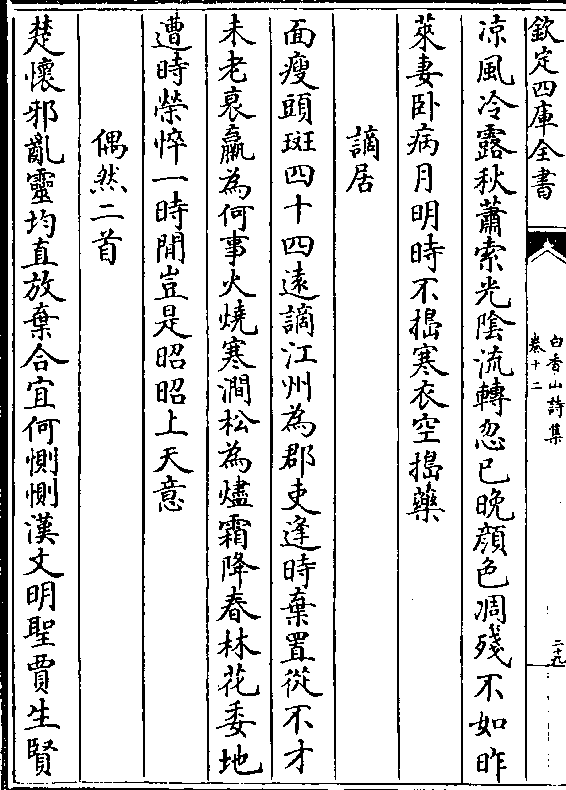 欽定四庫全書
白香山詩集
卷十二
二十九
凉風冷露秋蕭索光陰流轉忽已晚顔色凋殘不如昨
萊妻卧病月明時不搗寒衣空搗藥
謫居
面瘦頭斑四十四遠謫江州為郡吏逢時棄置從不才
未老衰羸為何事火燒寒澗松為燼霜降春林花委地
遭時榮悴一時閒豈是昭昭上天意
偶然二首
楚懷邪亂靈均直放棄合宜何惻惻漢文明聖賈生賢